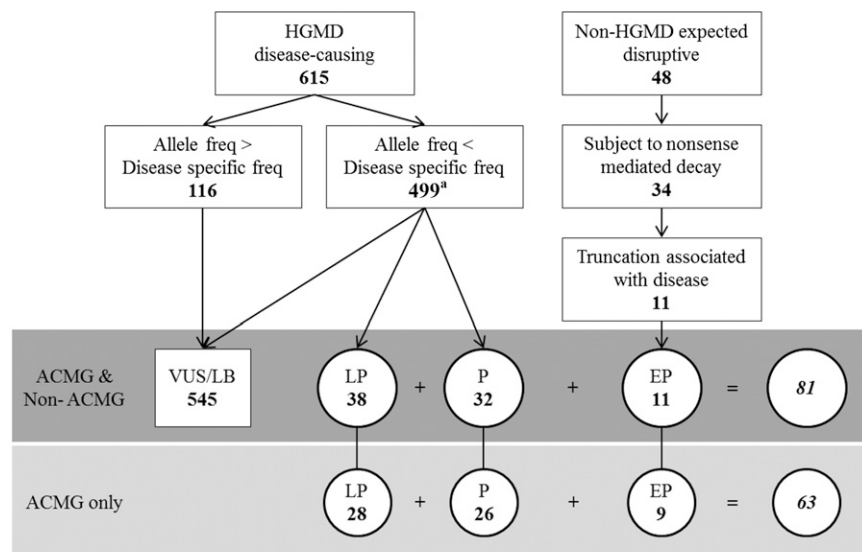 HGMD
disease-causing
615
Non-HGMD expected
disruptive
48
Allele freq >
Disease specific freq
116
Allele freq <
Disease specific freq
499ᵃ
Subject to nonsense
mediated decay
34
Truncation associated
with disease
11
ACMG &
Non- ACMG
VUS/LB
545
LP
38
+
P
32
+
EP
11
=
81
ACMG only
LP
28
+
P
26
+
EP
9
=
63